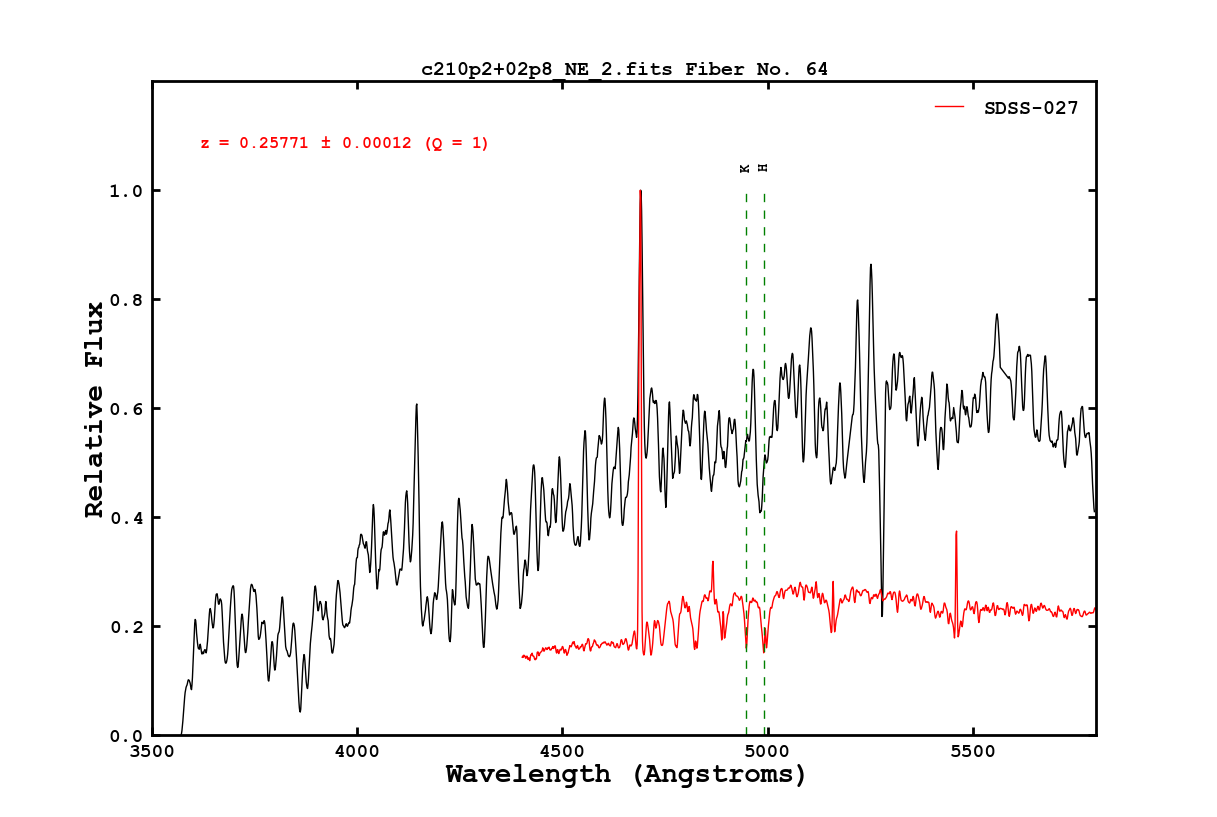 c210p2+02p8_NE_2.fits Fiber No. 64
SDSS-027
z = 0.25771 ± 0.00012 (Q = 1)
K H
1.0
0.8
0.6
0.4
0.2
0.0
Relative Flux
3500 4000 4500 5000 5500
Wavelength (Angstroms)